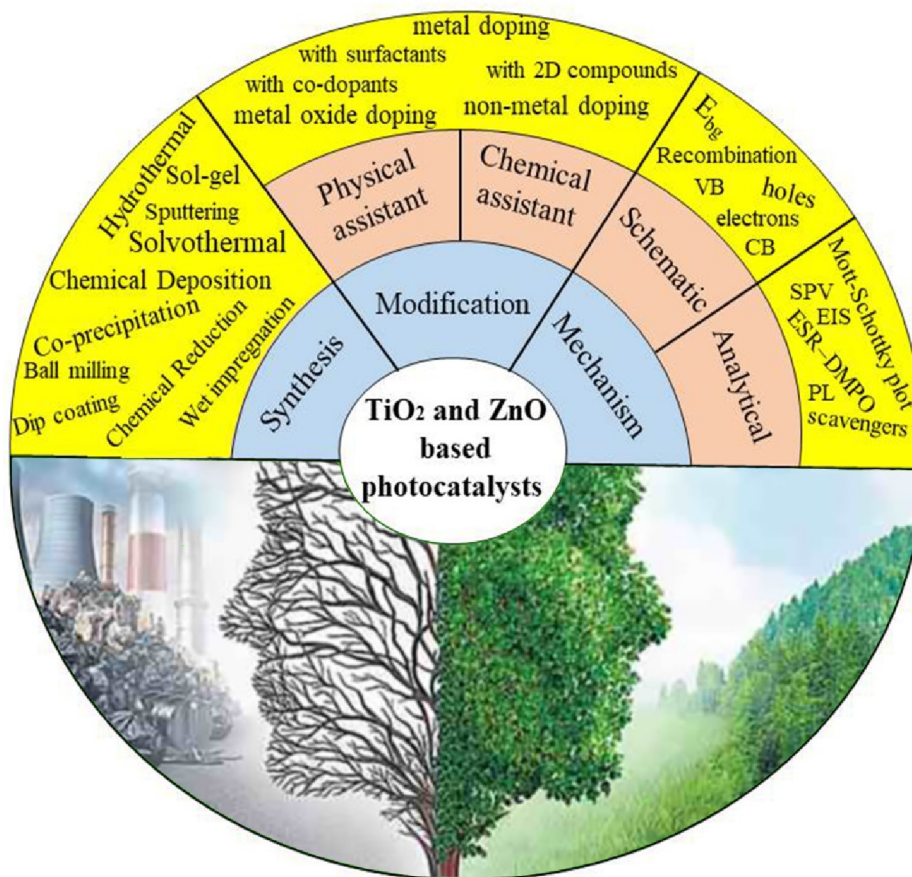 metal doping
with surfactants
with co-dopants
metal oxide doping
with 2D compounds
non-metal doping
Hydrothermal
Sol-gel
Sputtering
Solvothermal
Chemical Deposition
Co-precipitation
Ball milling
Dip coating
Chemical Reduction
Wet impregnation
E_bg
Recombination
VB
holes
electrons
CB
Mott-Schottky plot
SPV
EIS
ESR–DMPO
PL
scavengers
Physical
assistant
Chemical
assistant
Schematic
Analytical
Synthesis
Modification
Mechanism
TiO₂ and ZnO
based
photocatalysts